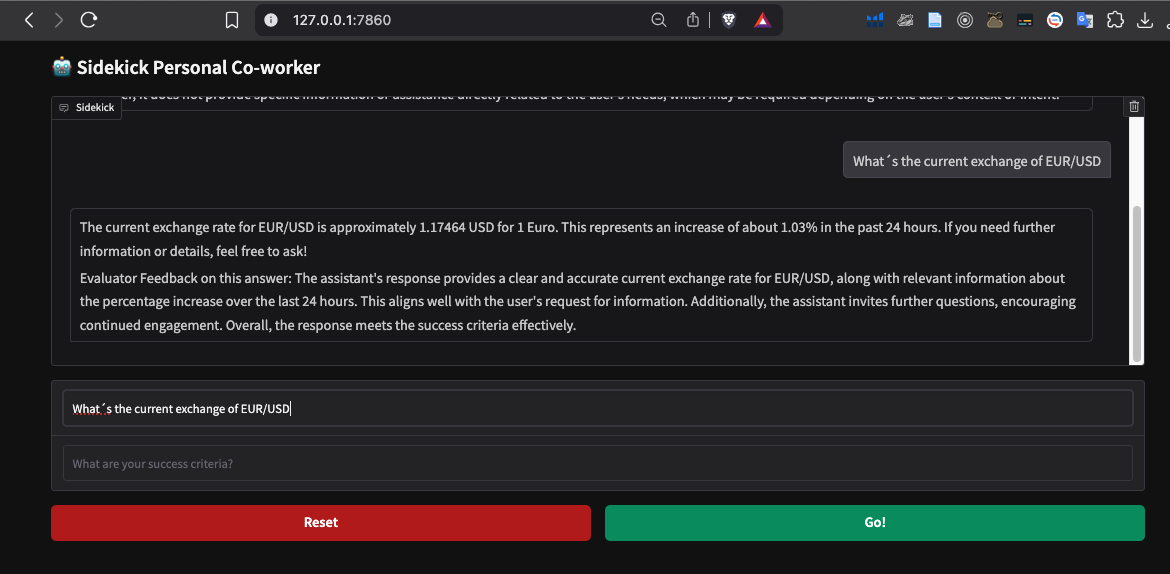 127.0.0.1:7860
Sidekick Personal Co-worker
Sidekick
it does not provide specific information or assistance directly related to the user's needs, which may be required depending on the user's context or intent.
What´s the current exchange of EUR/USD
The current exchange rate for EUR/USD is approximately 1.17464 USD for 1 Euro. This represents an increase of about 1.03% in the past 24 hours. If you need further
information or details, feel free to ask!
Evaluator Feedback on this answer: The assistant's response provides a clear and accurate current exchange rate for EUR/USD, along with relevant information about
the percentage increase over the last 24 hours. This aligns well with the user's request for information. Additionally, the assistant invites further questions, encouraging
continued engagement. Overall, the response meets the success criteria effectively.
What´s the current exchange of EUR/USD
What are your success criteria?
Reset
Go!